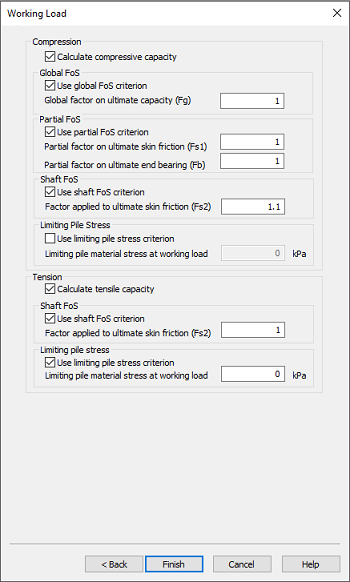 Working Load
Compression
Calculate compressive capacity
Global FoS
Use global FoS criterion
Global factor on ultimate capacity (Fg) 1
Partial FoS
Use partial FoS criterion
Partial factor on ultimate skin friction (Fs1) 1
Partial factor on ultimate end bearing (Fb) 1
Shaft FoS
Use shaft FoS criterion
Factor applied to ultimate skin friction (Fs2) 1.1
Limiting Pile Stress
Use limiting pile stress criterion
Limiting pile material stress at working load 0 kPa
Tension
Calculate tensile capacity
Shaft FoS
Use shaft FoS criterion
Factor applied to ultimate skin friction (Fs2) 1
Limiting pile stress
Use limiting pile stress criterion
Limiting pile material stress at working load 0 kPa
< Back Finish Cancel Help